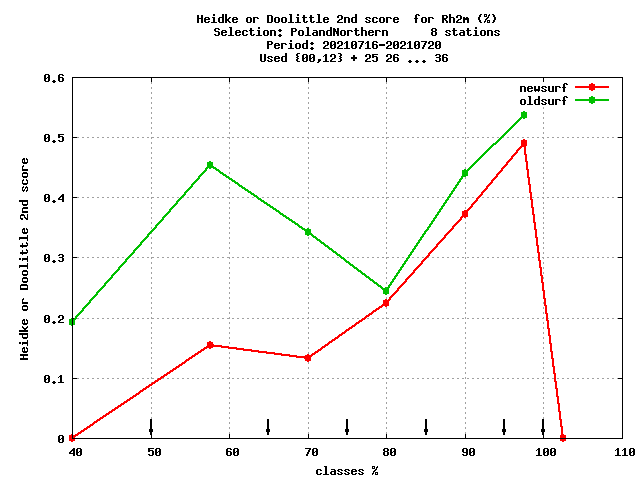 Heidke or Doolittle 2nd score  for Rh2m (%)
Selection: PolandNorthern      8 stations
Period: 20210716-20210720
Used {00,12} + 25 26 ... 36
newsurf
oldsurf
0.6
0.5
0.4
0.3
0.2
0.1
0
Heidke or Doolittle 2nd score
40 50 60 70 80 90 100 110
classes %